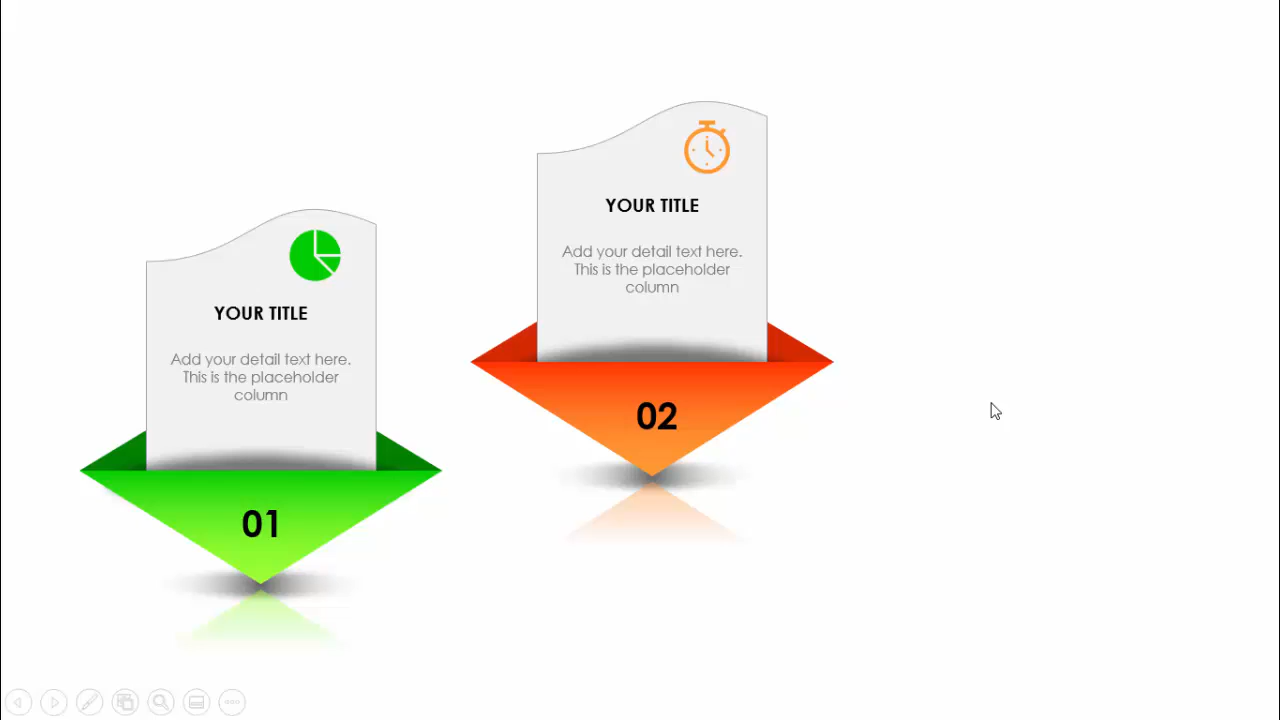 YOUR TITLE
Add your detail text here.
This is the placeholder
column
01
YOUR TITLE
Add your detail text here.
This is the placeholder
column
02